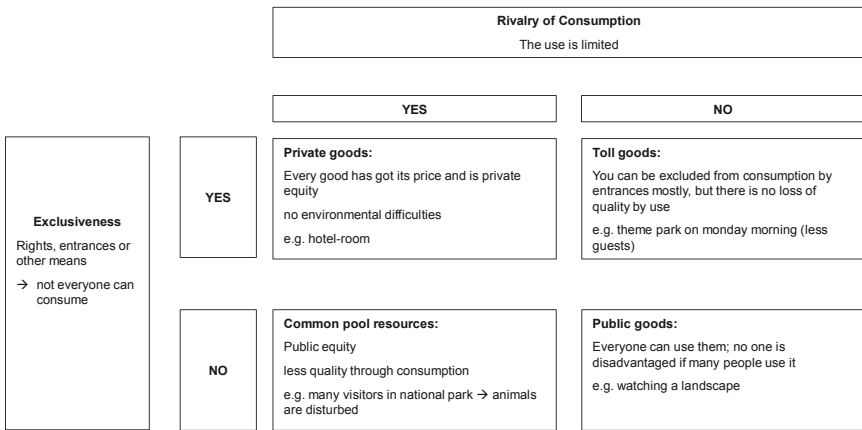 Rivalry of Consumption
The use is limited
YES
NO
Exclusiveness
Rights, entrances or
other means
→ not everyone can
consume
YES
Private goods:
Every good has got its price and is private
equity
no environmental difficulties
e.g. hotel-room
Toll goods:
You can be excluded from consumption by
entrances mostly, but there is no loss of
quality by use
e.g. theme park on monday morning (less
guests)
NO
Common pool resources:
Public equity
less quality through consumption
e.g. many visitors in national park → animals
are disturbed
Public goods:
Everyone can use them; no one is
disadvantaged if many people use it
e.g. watching a landscape